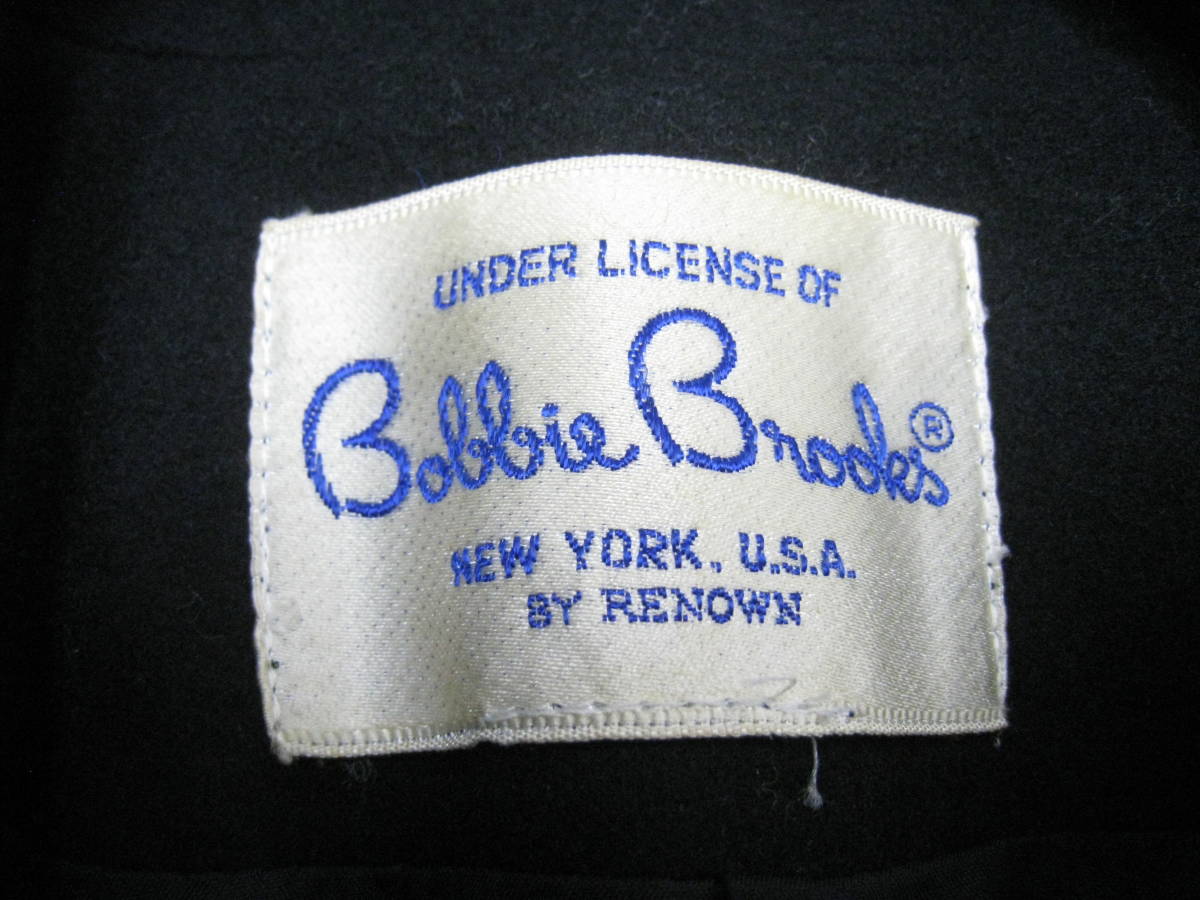 UNDER LICENSE OF
Bobbie Brooks®
NEW YORK, U.S.A.
BY RENOWN